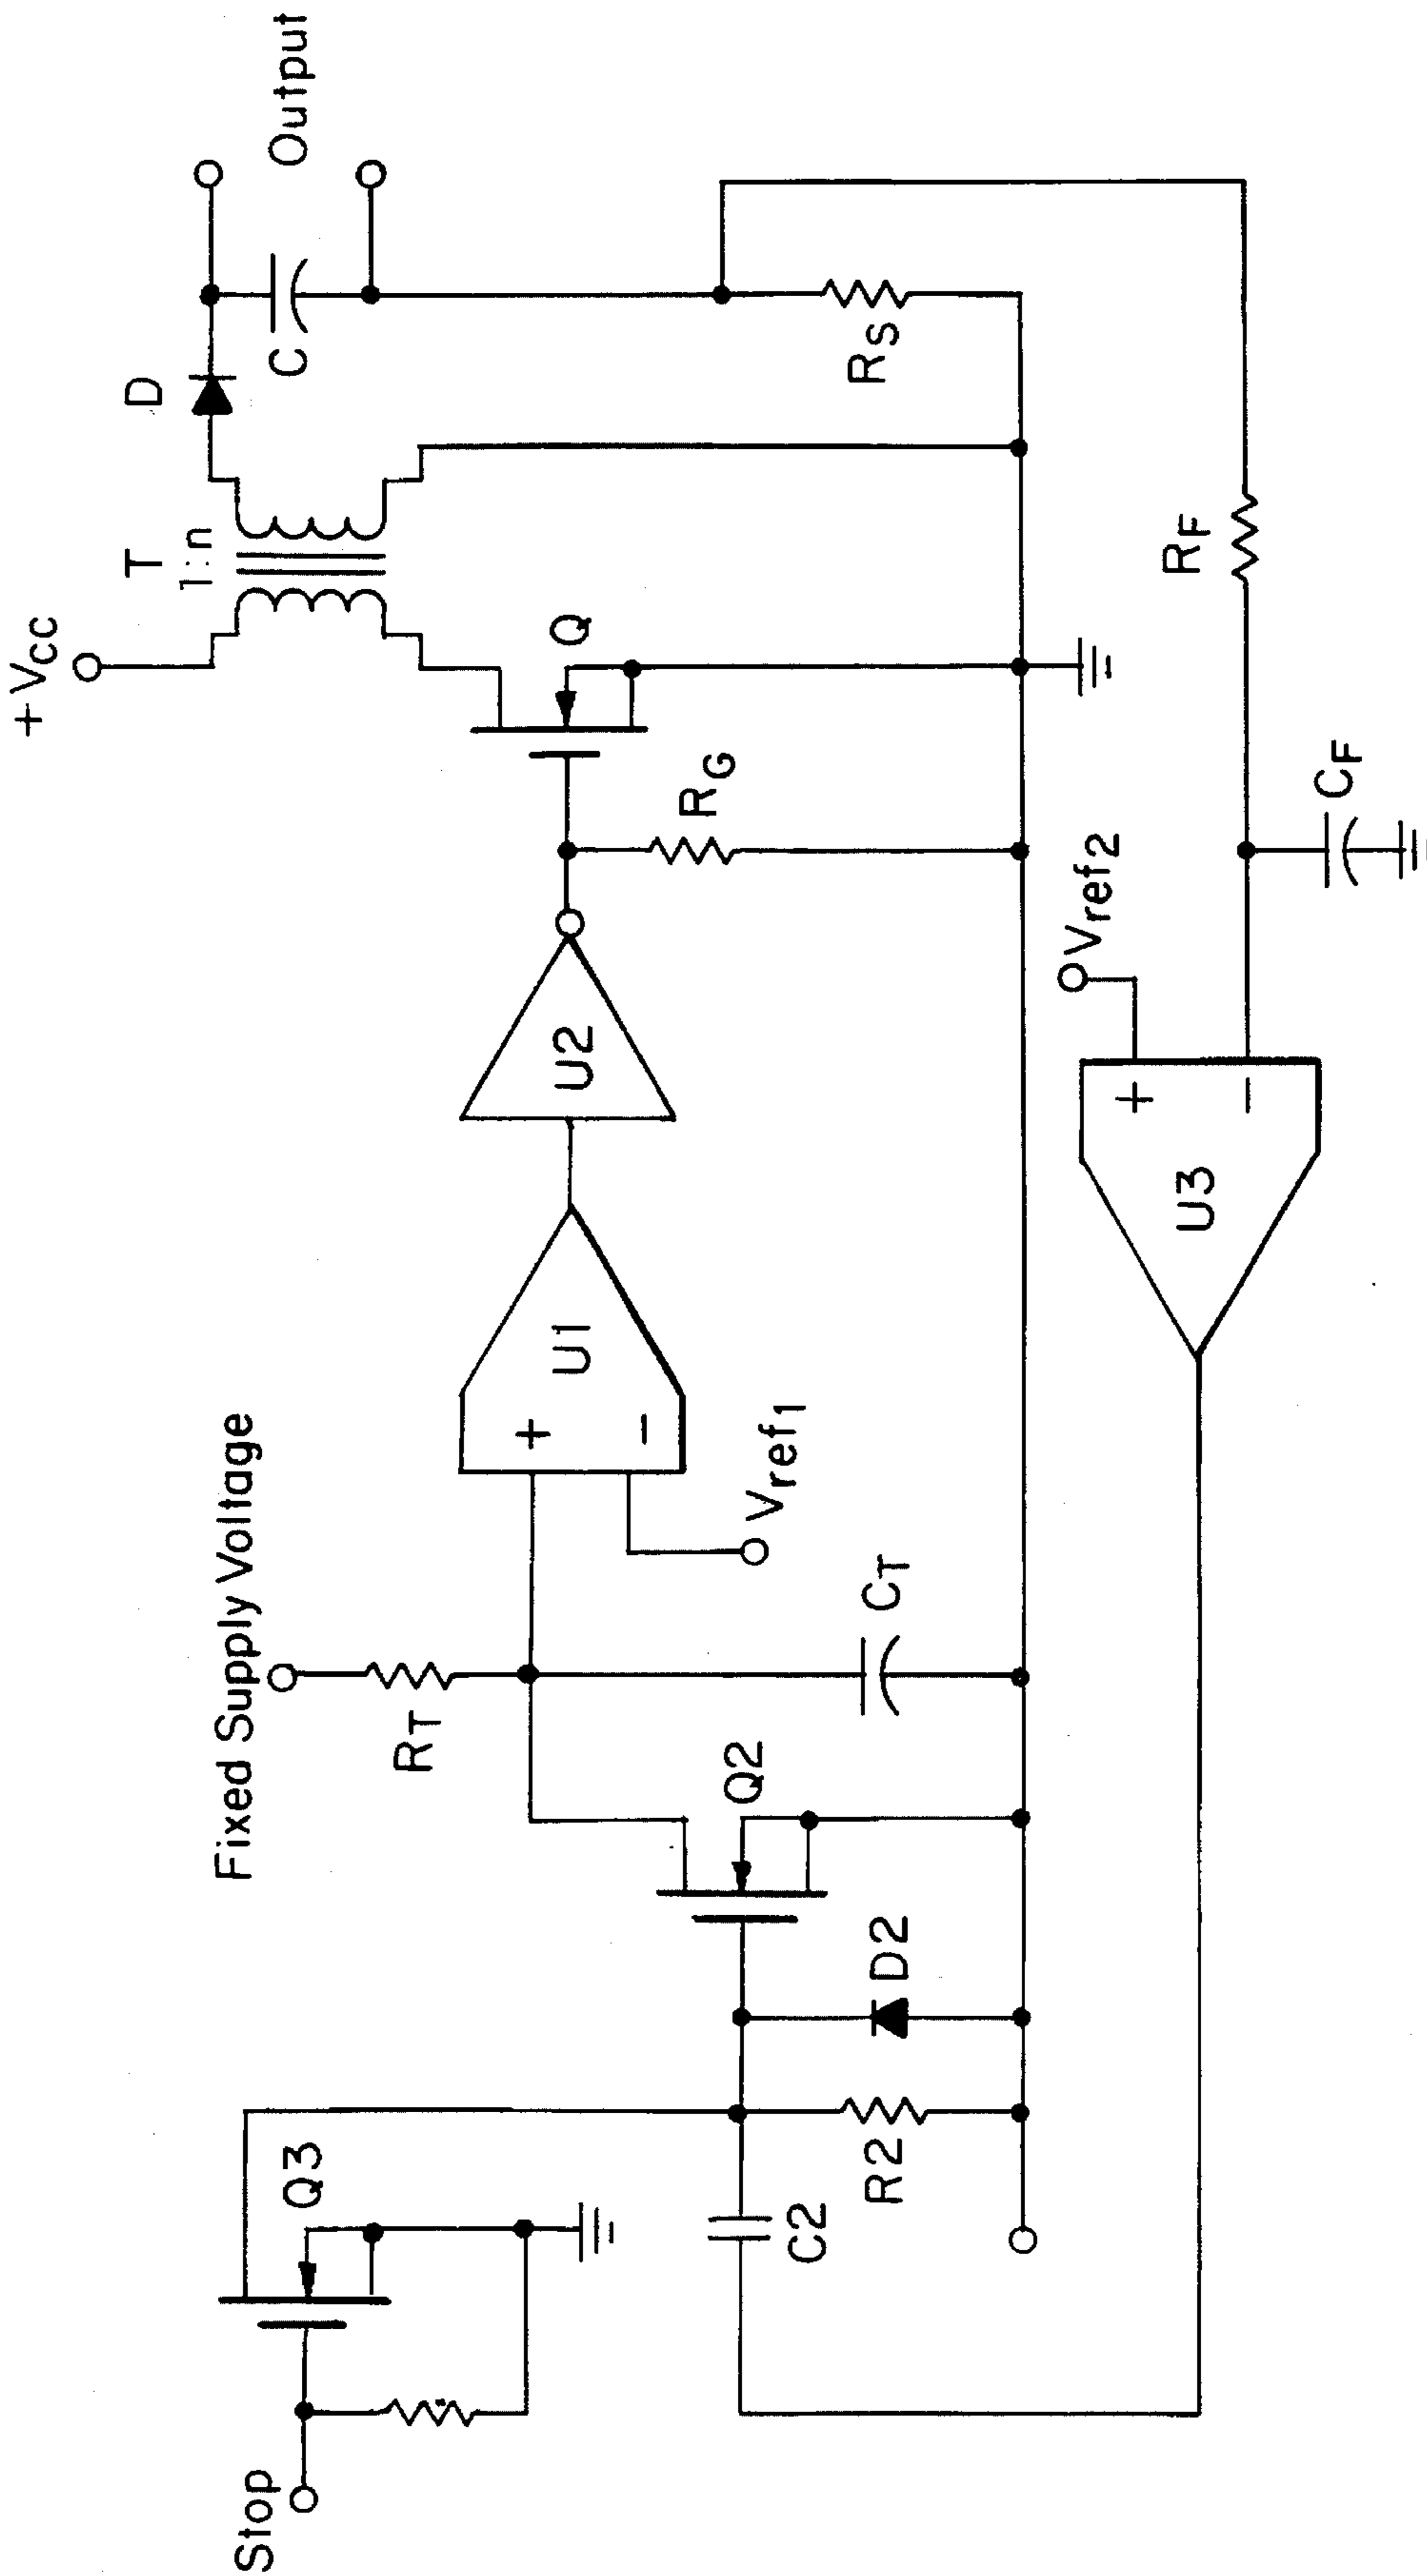 +VCC
T
1:n
D
C
Output
Q
RG
RS
U2
U1
+
−
Vref1
Fixed Supply Voltage
RT
CT
Q2
D2
R2
C2
Q3
Stop
U3
+
−
Vref2
RF
CF